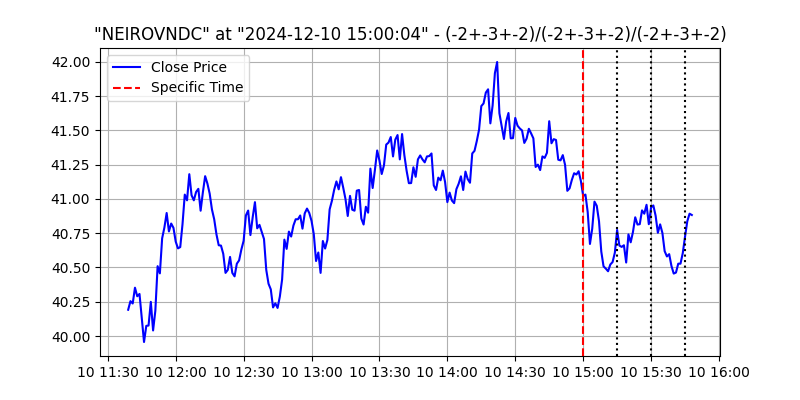 "NEIROVNDC" at "2024-12-10 15:00:04" - (-2+-3+-2)/(-2+-3+-2)/(-2+-3+-2)
Close Price
Specific Time
42.00
41.75
41.50
41.25
41.00
40.75
40.50
40.25
40.00
10 11:30 10 12:00 10 12:30 10 13:00 10 13:30 10 14:00 10 14:30 10 15:00 10 15:30 10 16:00